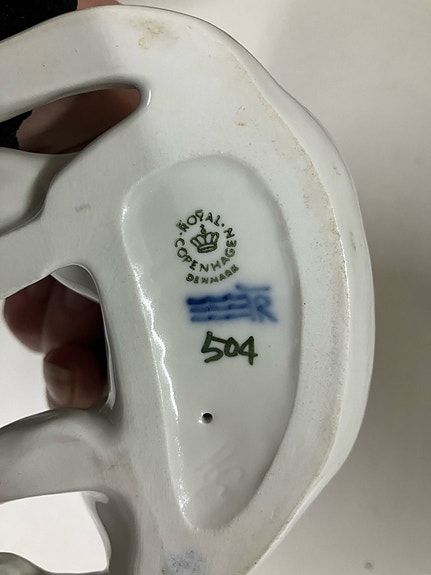 ROYAL
COPENHAGEN
DENMARK
504